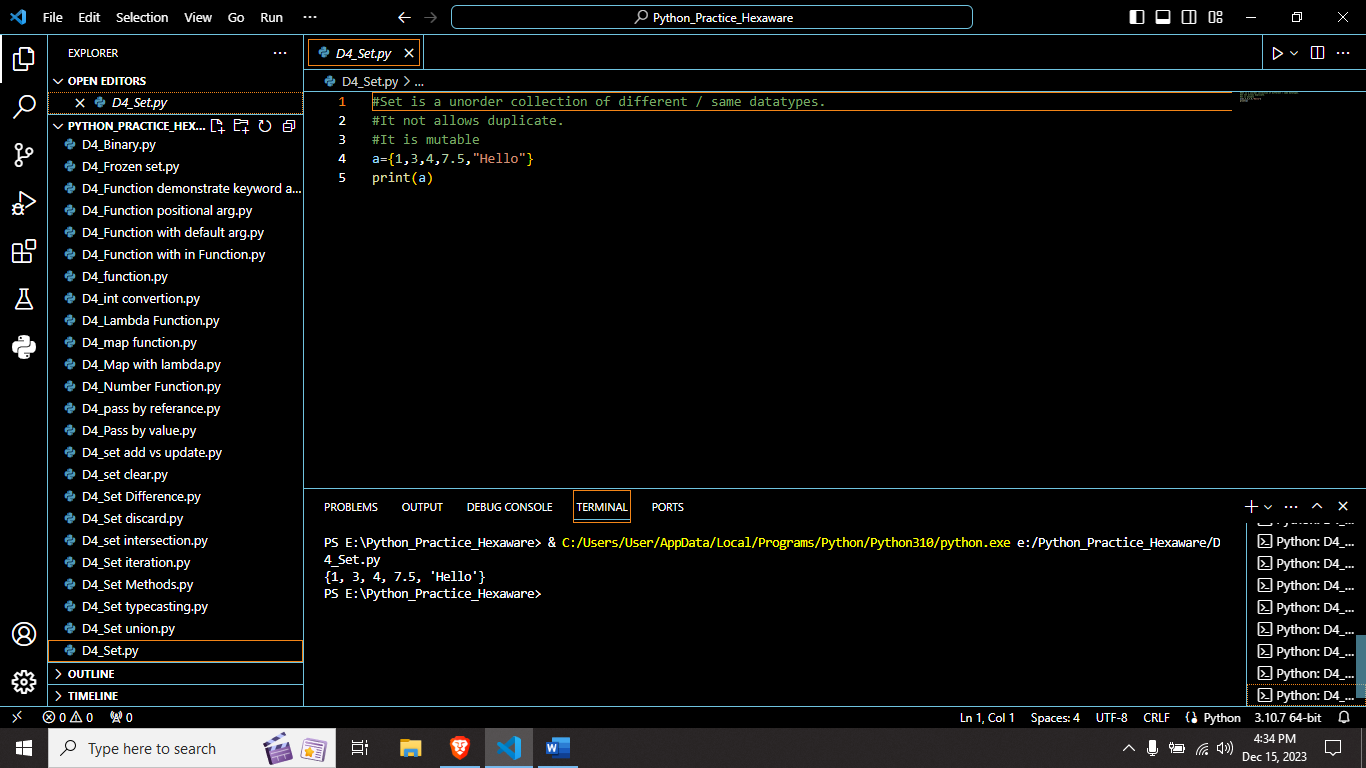 File Edit Selection View Go Run ··· Python_Practice_Hexaware
EXPLORER ···
OPEN EDITORS
D4_Set.py
PYTHON_PRACTICE_HEX...
D4_Binary.py
D4_Frozen set.py
D4_Function demonstrate keyword a...
D4_Function positional arg.py
D4_Function with default arg.py
D4_Function with in Function.py
D4_function.py
D4_int convertion.py
D4_Lambda Function.py
D4_map function.py
D4_Map with lambda.py
D4_Number Function.py
D4_pass by referance.py
D4_Pass by value.py
D4_set add vs update.py
D4_set clear.py
D4_Set Difference.py
D4_Set discard.py
D4_set intersection.py
D4_Set iteration.py
D4_Set Methods.py
D4_Set typecasting.py
D4_Set union.py
D4_Set.py
OUTLINE
TIMELINE
D4_Set.py
D4_Set.py > ...
1 #Set is a unorder collection of different / same datatypes.
2 #It not allows duplicate.
3 #It is mutable
4 a={1,3,4,7.5,"Hello"}
5 print(a)
PROBLEMS OUTPUT DEBUG CONSOLE TERMINAL PORTS
PS E:\Python_Practice_Hexaware> & C:/Users/User/AppData/Local/Programs/Python/Python310/python.exe e:/Python_Practice_Hexaware/D
4_Set.py
{1, 3, 4, 7.5, 'Hello'}
PS E:\Python_Practice_Hexaware>
Python: D4_...
Python: D4_...
Python: D4_...
Python: D4_...
Python: D4_...
Python: D4_...
Python: D4_...
Python: D4_...
0 0 0 Ln 1, Col 1 Spaces: 4 UTF-8 CRLF Python 3.10.7 64-bit
Type here to search
4:34 PM
Dec 15, 2023